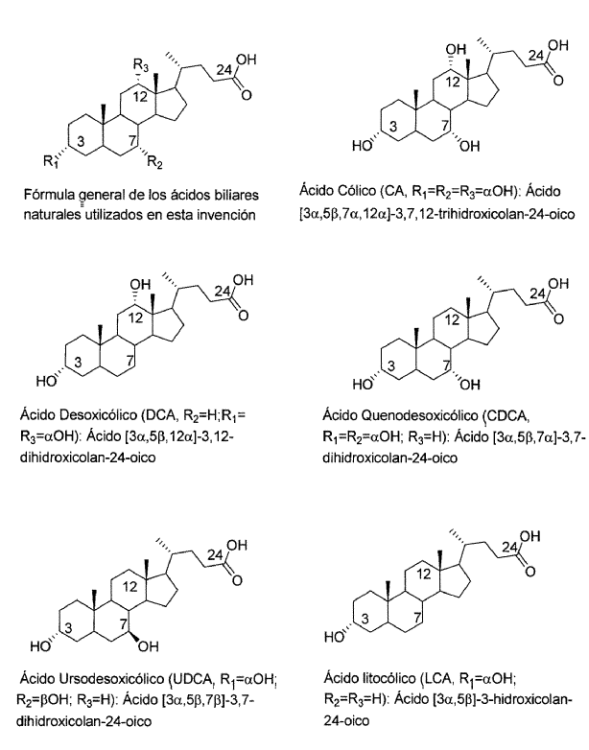 R3
OH
24
O
12
3
7
R1
R2
Fórmula general de los ácidos biliares
naturales utilizados en esta invención
OH
OH
24
O
12
3
7
HO
OH
Ácido Cólico (CA, R1=R2=R3=αOH): Ácido
[3α,5β,7α,12α]-3,7,12-trihidroxicolan-24-oico
OH
OH
24
O
12
3
7
HO
Ácido Desoxicólico (DCA, R2=H;R1=
R3=αOH): Ácido [3α,5β,12α]-3,12-
dihidroxicolan-24-oico
OH
24
O
12
3
7
HO
OH
Ácido Quenodesoxicólico (CDCA,
R1=R2=αOH; R3=H): Ácido [3α,5β,7α]-3,7-
dihidroxicolan-24-oico
OH
24
O
12
3
7
HO
OH
Ácido Ursodesoxicólico (UDCA, R1=αOH;
R2=βOH; R3=H): Ácido [3α,5β,7β]-3,7-
dihidroxicolan-24-oico
OH
24
O
12
3
7
HO
Ácido litocólico (LCA, R1=αOH;
R2=R3=H): Ácido [3α,5β]-3-hidroxicolan-
24-oico